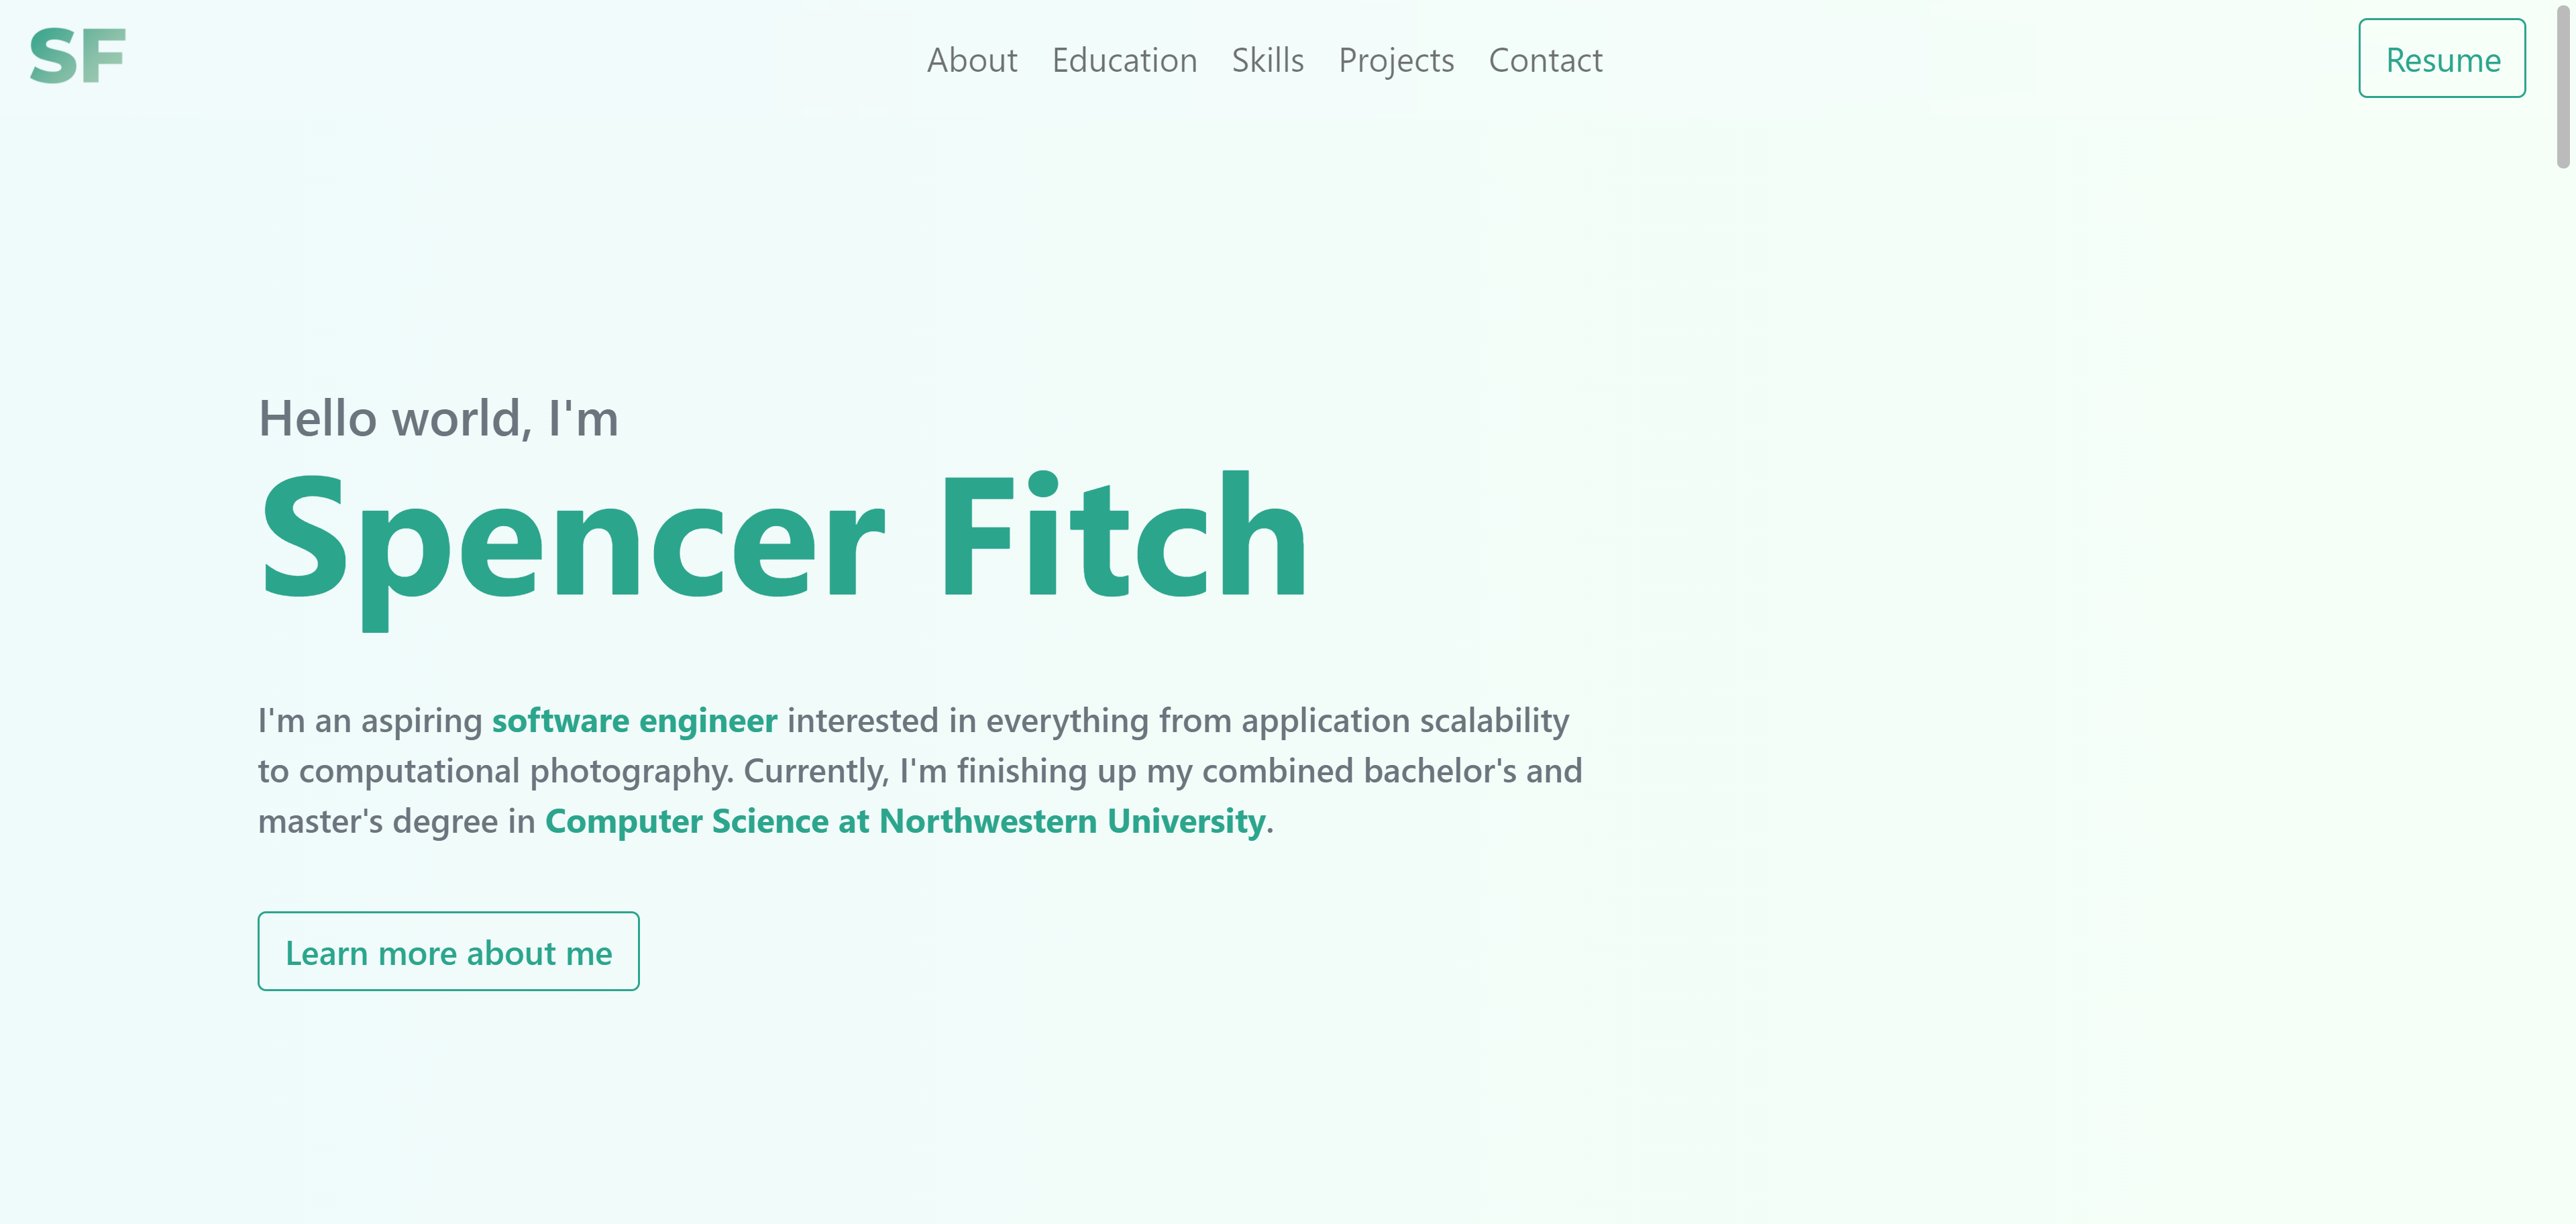 SF
About Education Skills Projects Contact
Resume
Hello world, I'm
Spencer Fitch
I'm an aspiring software engineer interested in everything from application scalability
to computational photography. Currently, I'm finishing up my combined bachelor's and
master's degree in Computer Science at Northwestern University.
Learn more about me